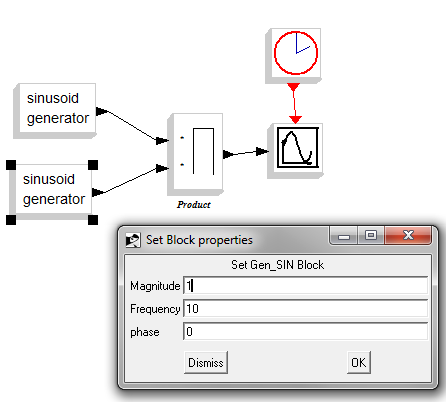 sinusoid
generator
sinusoid
generator
*
*
Product
Set Block properties
Set Gen_SIN Block
Magnitude 1
Frequency 10
phase 0
Dismiss OK